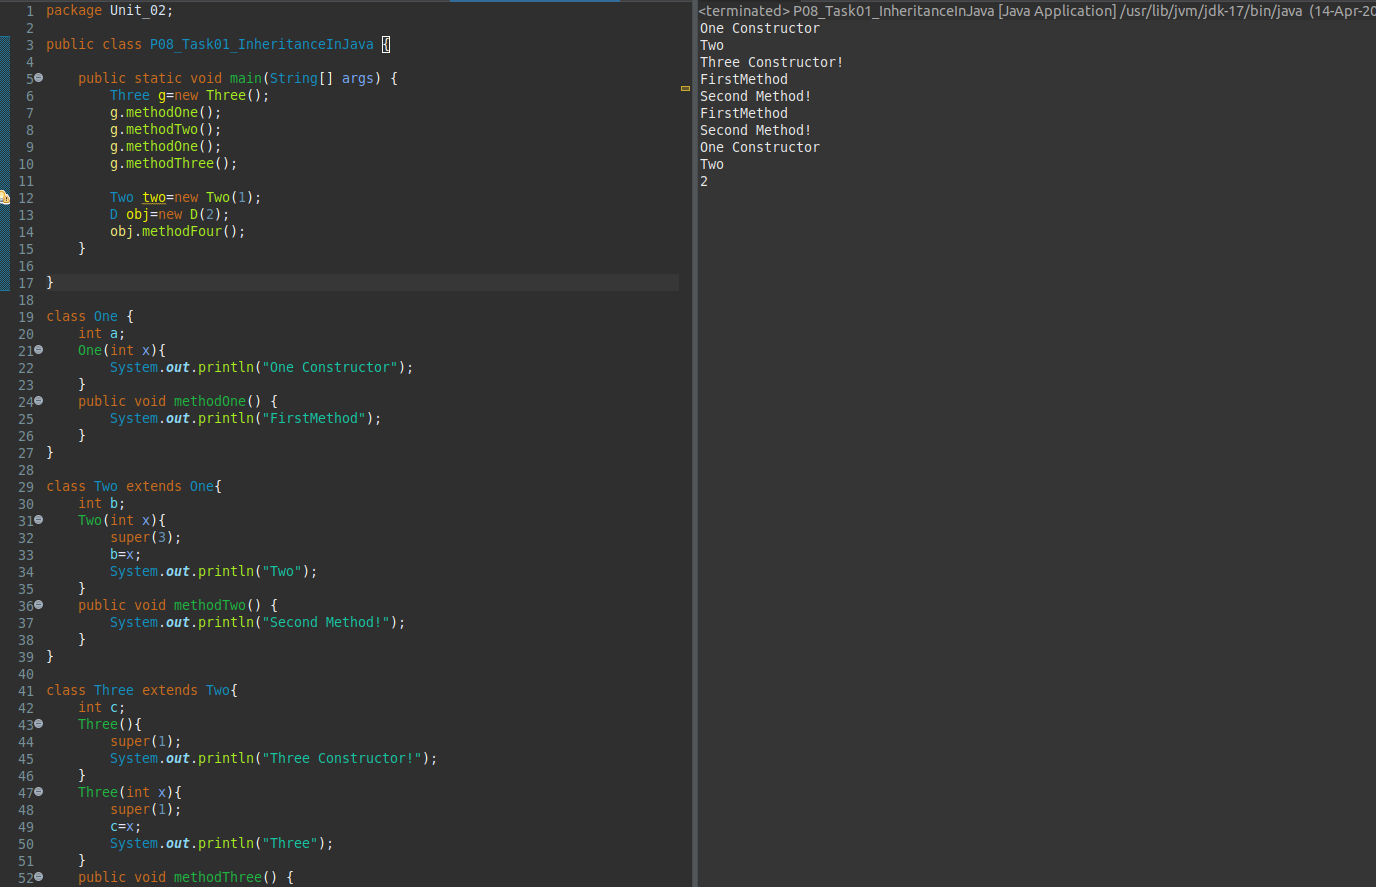 1 package Unit_02;
2
3 public class P08_Task01_InheritanceInJava {
4
5 public static void main(String[] args) {
6 Three g=new Three();
7 g.methodOne();
8 g.methodTwo();
9 g.methodOne();
10 g.methodThree();
11
12 Two two=new Two(1);
13 D obj=new D(2);
14 obj.methodFour();
15 }
16
17 }
18
19 class One {
20 int a;
21 One(int x){
22 System.out.println("One Constructor");
23 }
24 public void methodOne() {
25 System.out.println("FirstMethod");
26 }
27 }
28
29 class Two extends One{
30 int b;
31 Two(int x){
32 super(3);
33 b=x;
34 System.out.println("Two");
35 }
36 public void methodTwo() {
37 System.out.println("Second Method!");
38 }
39 }
40
41 class Three extends Two{
42 int c;
43 Three(){
44 super(1);
45 System.out.println("Three Constructor!");
46 }
47 Three(int x){
48 super(1);
49 c=x;
50 System.out.println("Three");
51 }
52 public void methodThree() {
<terminated> P08_Task01_InheritanceInJava [Java Application] /usr/lib/jvm/jdk-17/bin/java (14-Apr-20
One Constructor
Two
Three Constructor!
FirstMethod
Second Method!
FirstMethod
Second Method!
One Constructor
Two
2